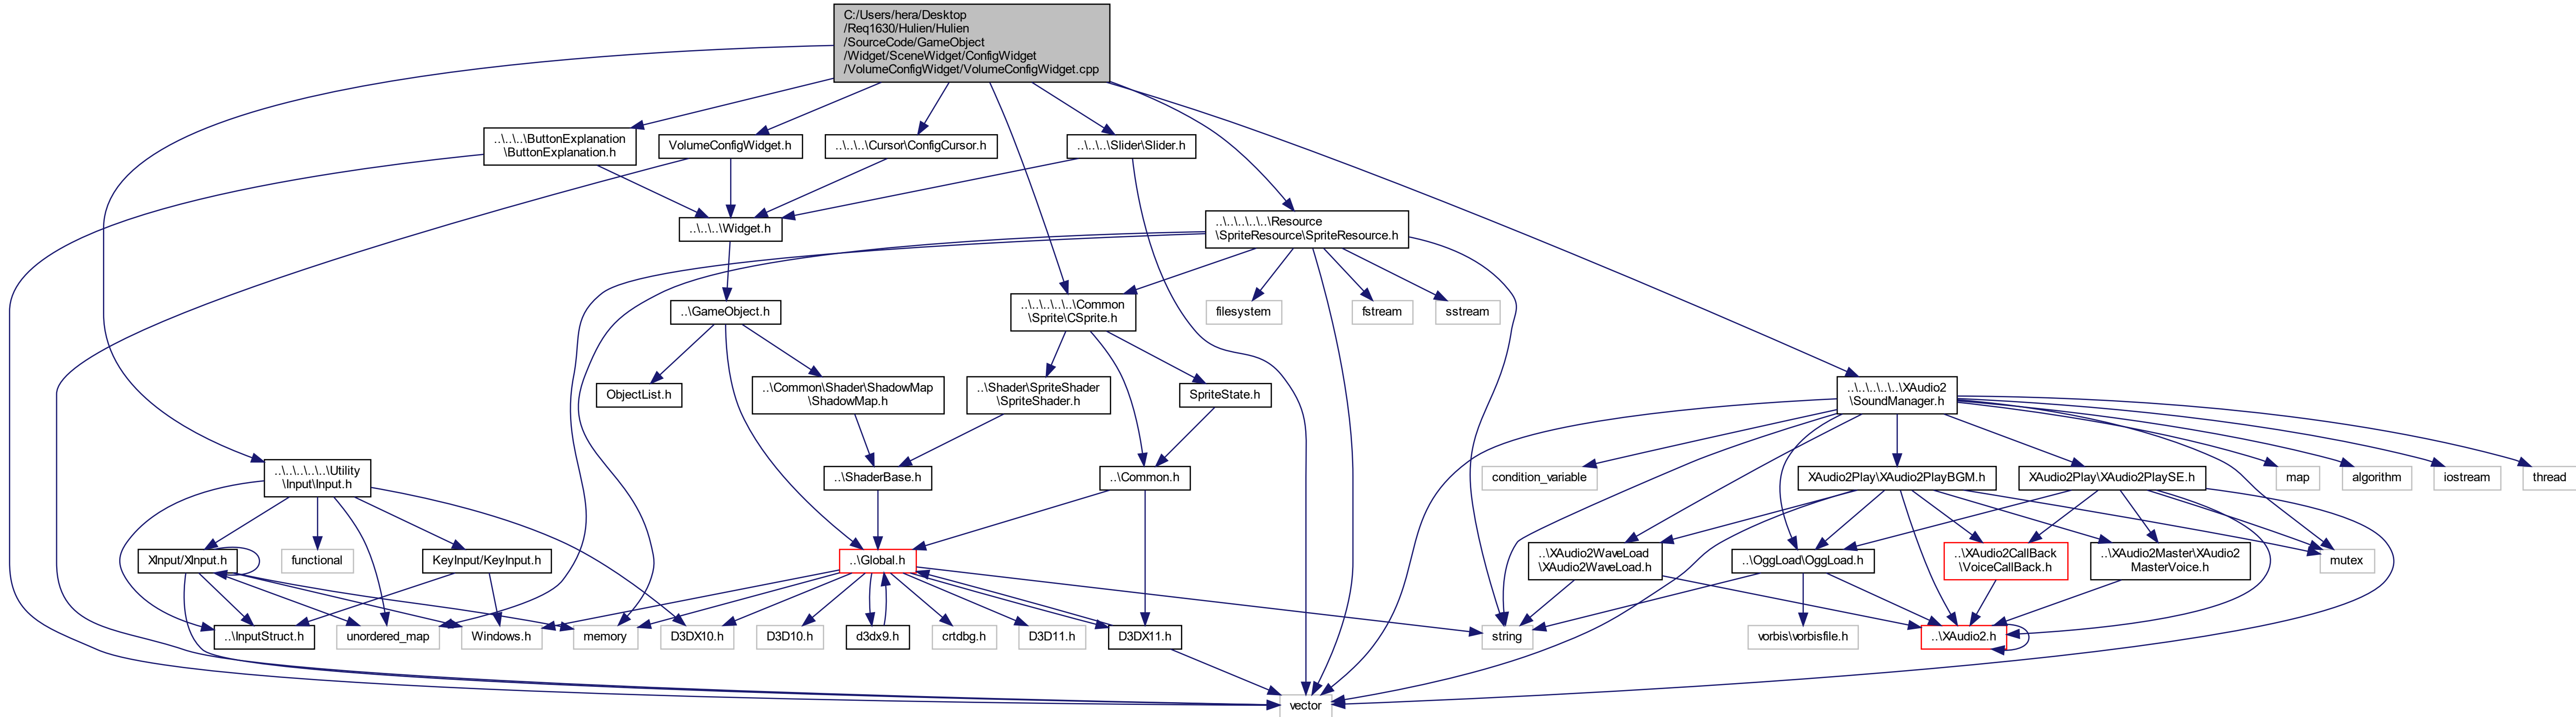 C:/Users/hera/Desktop
/Req1630/Hulien/Hulien
/SourceCode/GameObject
/Widget/SceneWidget/ConfigWidget
/VolumeConfigWidget/VolumeConfigWidget.cpp
..\..\..\ButtonExplanation
\ButtonExplanation.h
VolumeConfigWidget.h
..\..\..\Cursor\ConfigCursor.h
..\..\..\Slider\Slider.h
..\..\..\Widget.h
..\..\..\..\..\Resource
\SpriteResource\SpriteResource.h
..\GameObject.h
..\..\..\..\..\Common
\Sprite\CSprite.h
filesystem
fstream
sstream
ObjectList.h
..\Common\Shader\ShadowMap
\ShadowMap.h
..\Shader\SpriteShader
\SpriteShader.h
SpriteState.h
..\..\..\..\..\XAudio2
\SoundManager.h
..\..\..\..\..\Utility
\Input\Input.h
..\ShaderBase.h
..\Common.h
condition_variable
XAudio2Play\XAudio2PlayBGM.h
XAudio2Play\XAudio2PlaySE.h
map
algorithm
iostream
thread
XInput/XInput.h
functional
KeyInput/KeyInput.h
..\Global.h
..\XAudio2WaveLoad
\XAudio2WaveLoad.h
..\OggLoad\OggLoad.h
..\XAudio2CallBack
\VoiceCallBack.h
..\XAudio2Master\XAudio2
MasterVoice.h
mutex
..\InputStruct.h
unordered_map
Windows.h
memory
D3DX10.h
D3D10.h
d3dx9.h
crtdbg.h
D3D11.h
D3DX11.h
string
vorbis\vorbisfile.h
..\XAudio2.h
vector